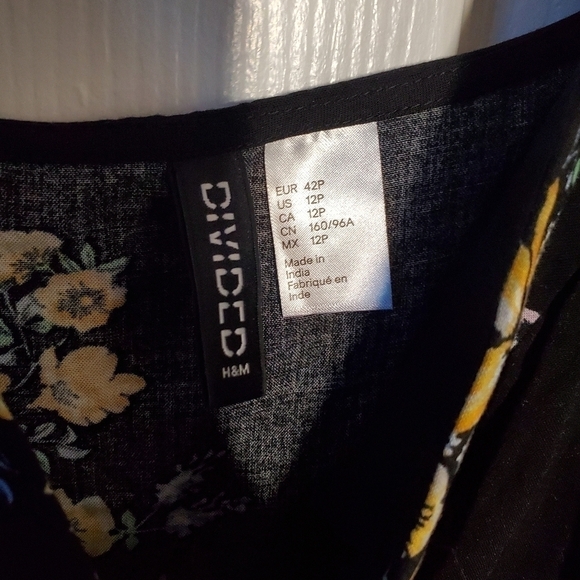 DIVIDED
H&M
EUR 42P
US 12P
CA 12P
CN 160/96A
MX 12P
Made in
India
Fabriqué en
Inde